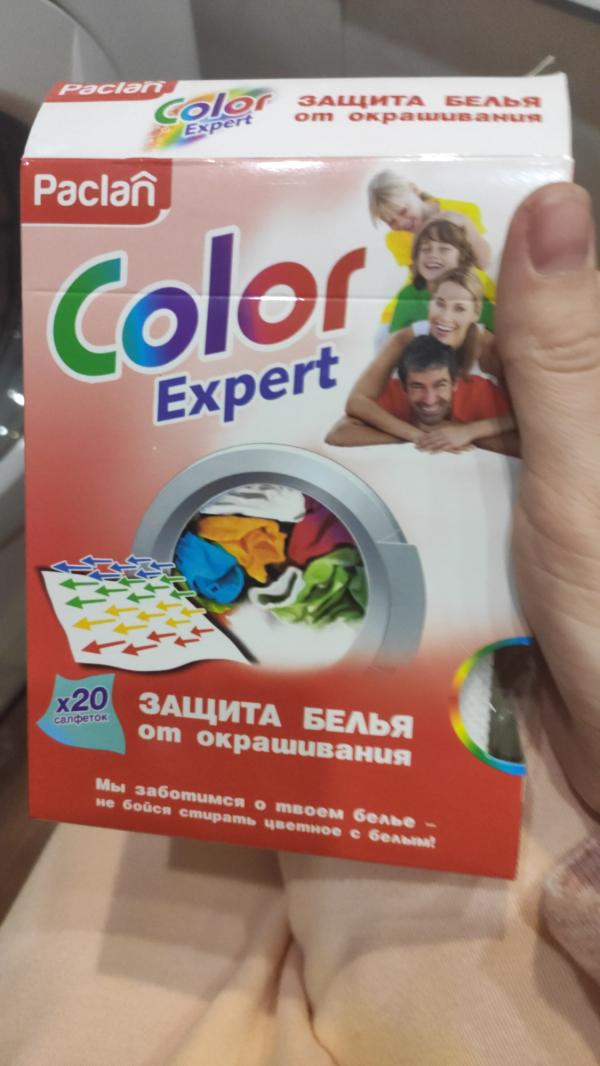 Paclan
Color
Expert
ЗАЩИТА БЕЛЬЯ
от окрашивания
Paclan
Color
Expert
x20
салфеток
ЗАЩИТА БЕЛЬЯ
от окрашивания
Мы заботимся о твоем белье –
не бойся стирать цветное с белым!